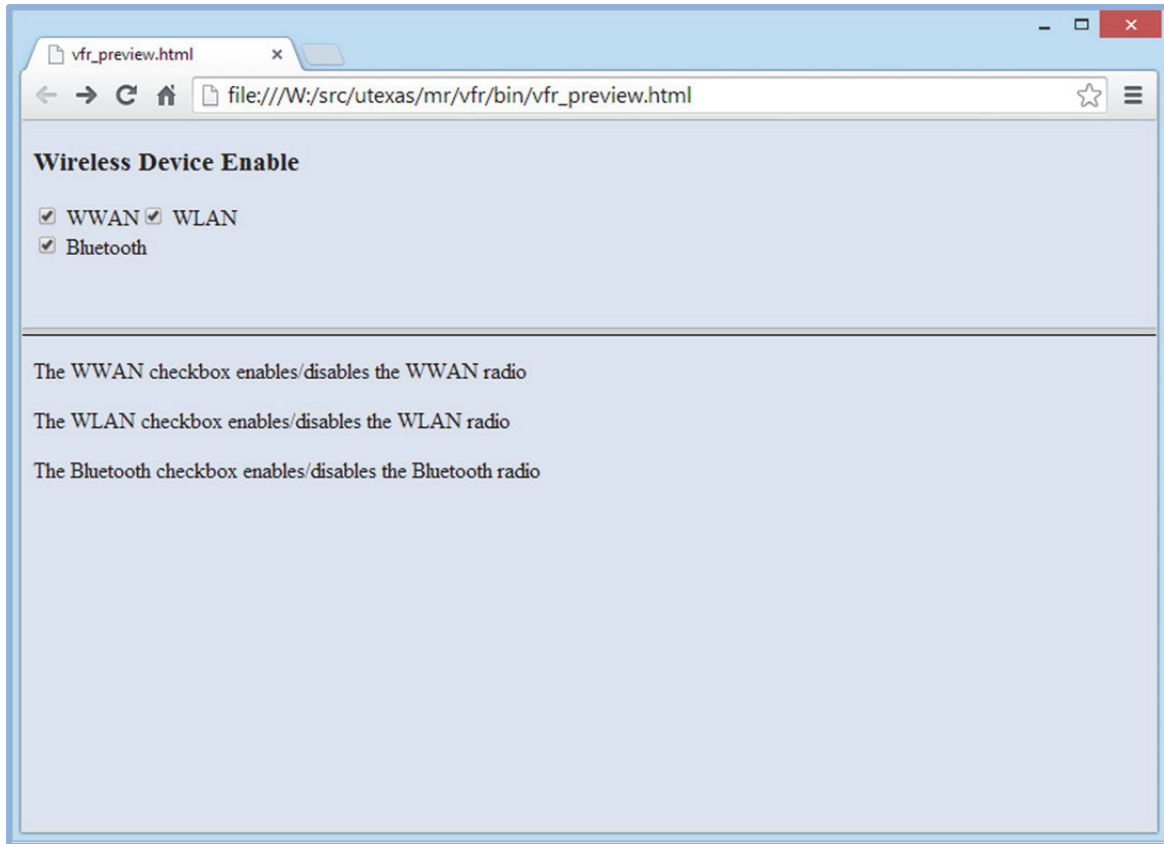 vfr_preview.html
file:///W:/src/utexas/mr/vfr/bin/vfr_preview.html
Wireless Device Enable
WWAN WLAN
Bluetooth
The WWAN checkbox enables/disables the WWAN radio
The WLAN checkbox enables/disables the WLAN radio
The Bluetooth checkbox enables/disables the Bluetooth radio